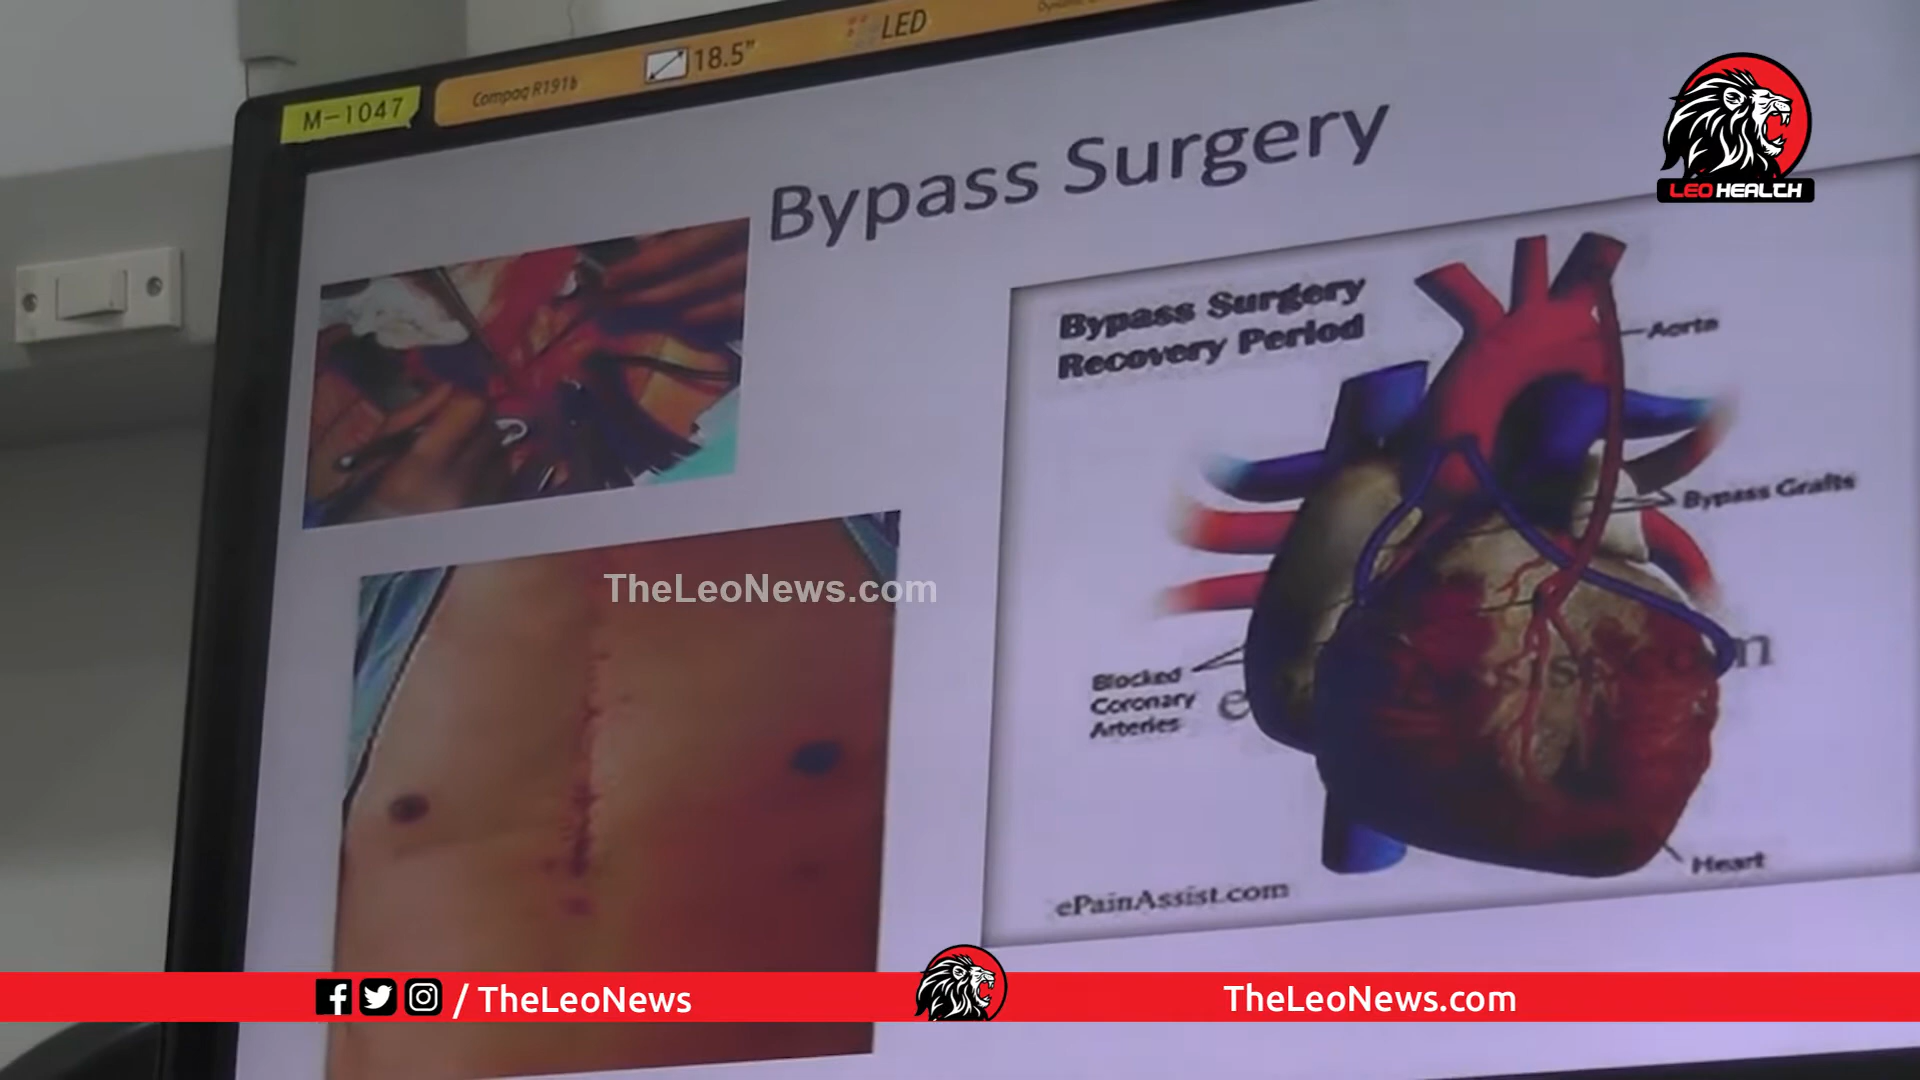 M-1047
Compaq R191b
18.5"
LED
LEO HEALTH
Bypass Surgery
Bypass Surgery
Recovery Period
Aorta
Bypass Grafts
TheLeoNews.com
Blocked
Coronary
Arteries
Heart
ePainAssist.com
/ TheLeoNews
TheLeoNews.com